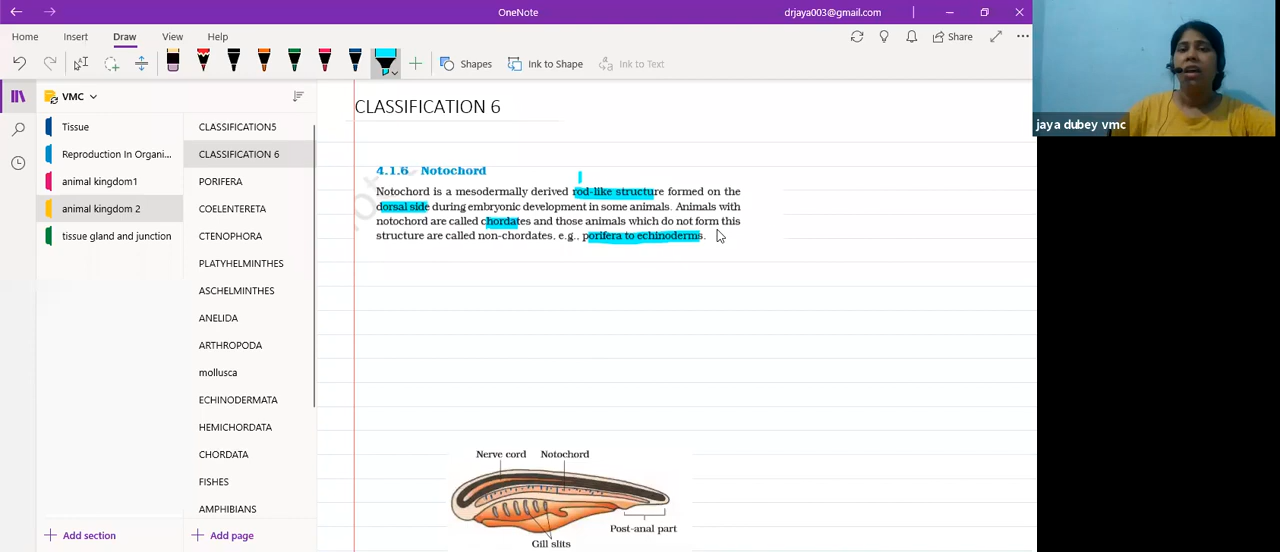 OneNote
drjaya003@gmail.com
Home Insert Draw View Help
Share
Shapes
Ink to Shape
Ink to Text
VMC
Tissue
Reproduction In Organi...
animal kingdom1
animal kingdom 2
tissue gland and junction
Add section
CLASSIFICATION5
CLASSIFICATION 6
PORIFERA
COELENTERETA
CTENOPHORA
PLATYHELMINTHES
ASCHELMINTHES
ANELIDA
ARTHROPODA
mollusca
ECHINODERMATA
HEMICHORDATA
CHORDATA
FISHES
AMPHIBIANS
Add page
CLASSIFICATION 6
4.1.6 Notochord
Notochord is a mesodermally derived rod-like structure formed on the
dorsal side during embryonic development in some animals. Animals with
notochord are called chordates and those animals which do not form this
structure are called non-chordates, e.g., porifera to echinoderms.
Nerve cord Notochord
Post-anal part
Gill slits
jaya dubey vmc